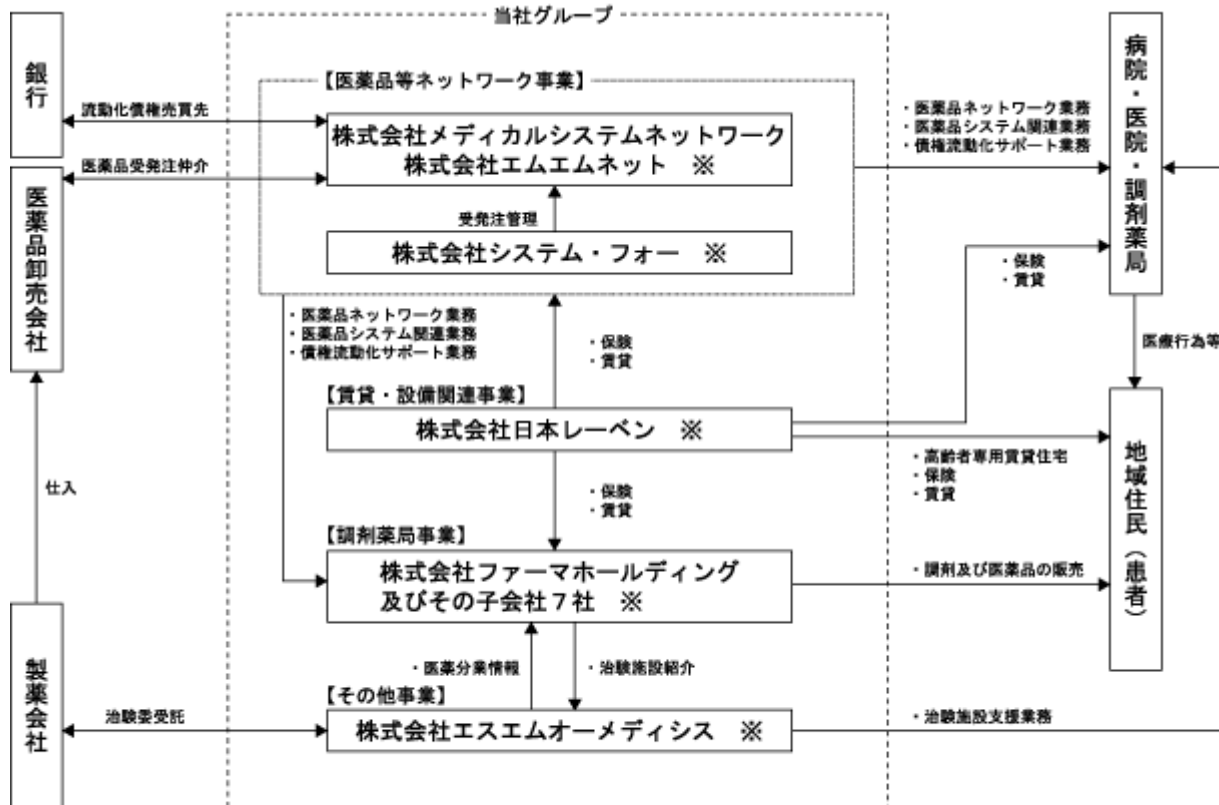 当社グループ
銀行
医薬品卸売会社
製薬会社
流動化債権売買先
医薬品受発注仲介
仕入
治験委受託
【医薬品等ネットワーク事業】
株式会社メディカルシステムネットワーク
株式会社エムエムネット ※
受発注管理
株式会社システム・フォー ※
・医薬品ネットワーク業務
・医薬品システム関連業務
・債権流動化サポート業務
・保険
・賃貸
【賃貸・設備関連事業】
株式会社日本レーベン ※
・保険
・賃貸
【調剤薬局事業】
株式会社ファーマホールディング
及びその子会社7社 ※
・医薬分業情報
・治験施設紹介
【その他事業】
株式会社エスエムオーメディシス ※
・医薬品ネットワーク業務
・医薬品システム関連業務
・債権流動化サポート業務
・保険
・賃貸
・高齢者専用賃貸住宅
・保険
・賃貸
・調剤及び医薬品の販売
・治験施設支援業務
病院・医院・調剤薬局
医療行為等
地域住民(患者)